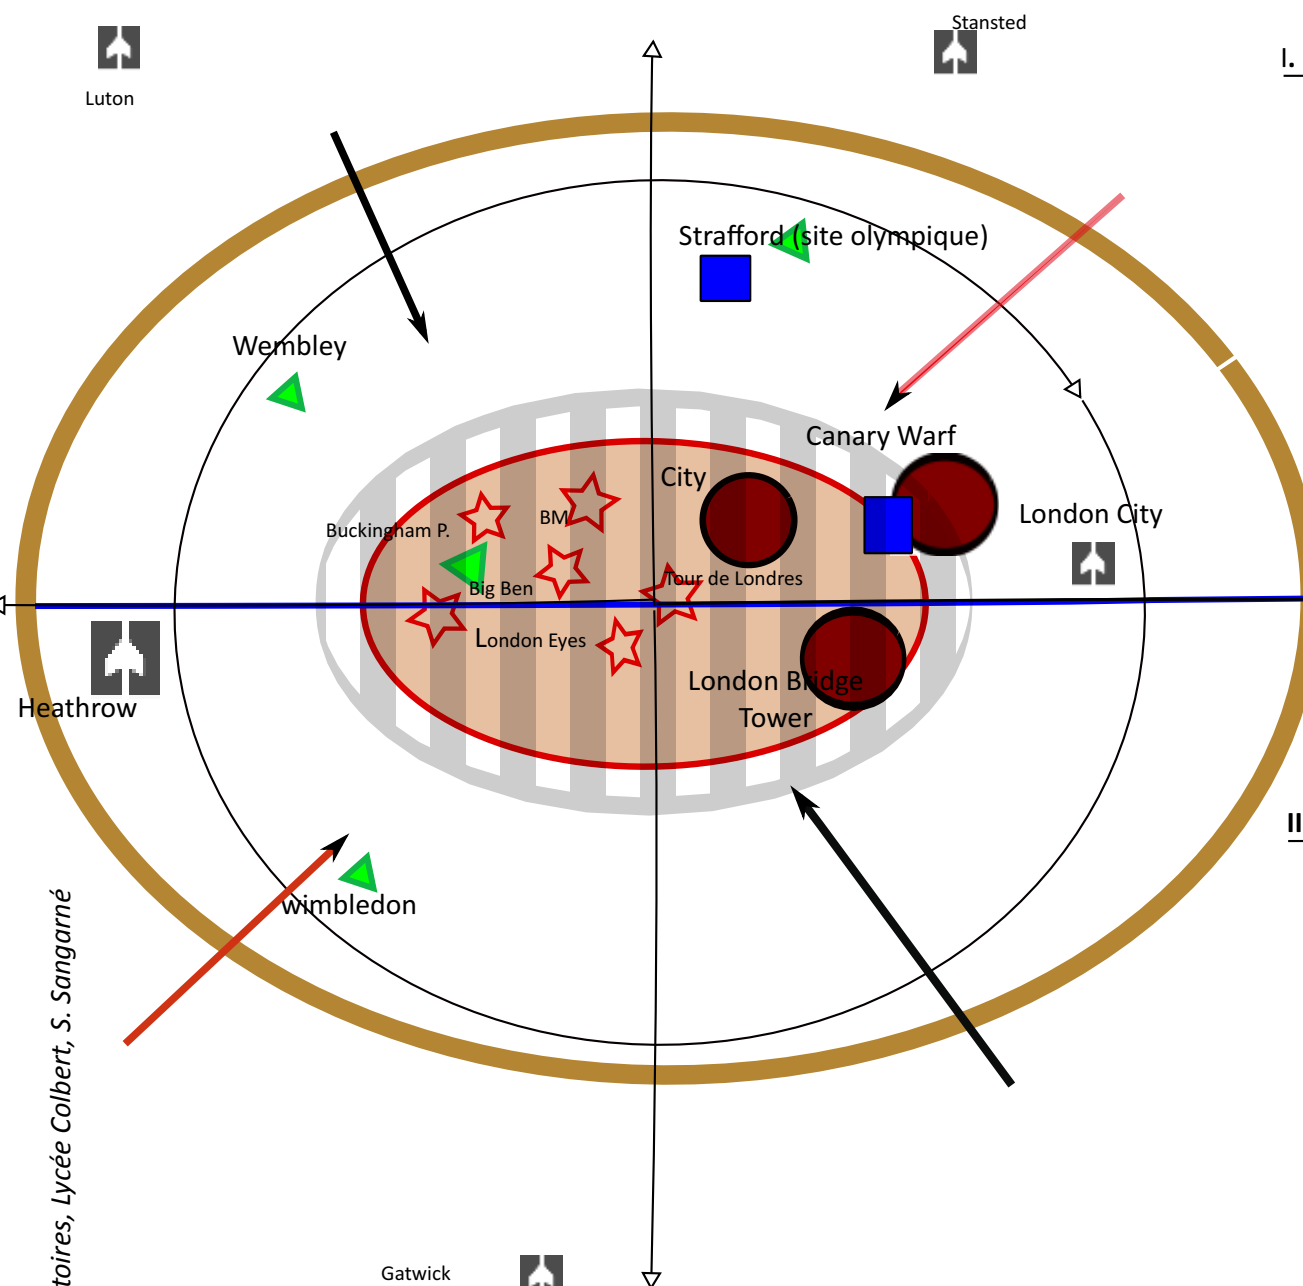 Stansted
I.
Luton
Strafford (site olympique)
Wembley
Canary Warf
City
London City
BM
Buckingham P.
Tour de Londres
Big Ben
London Eyes
London Bridge
Tower
Heathrow
II
wimbledon
toires, Lycée Colbert, S. Sangarné
Gatwick